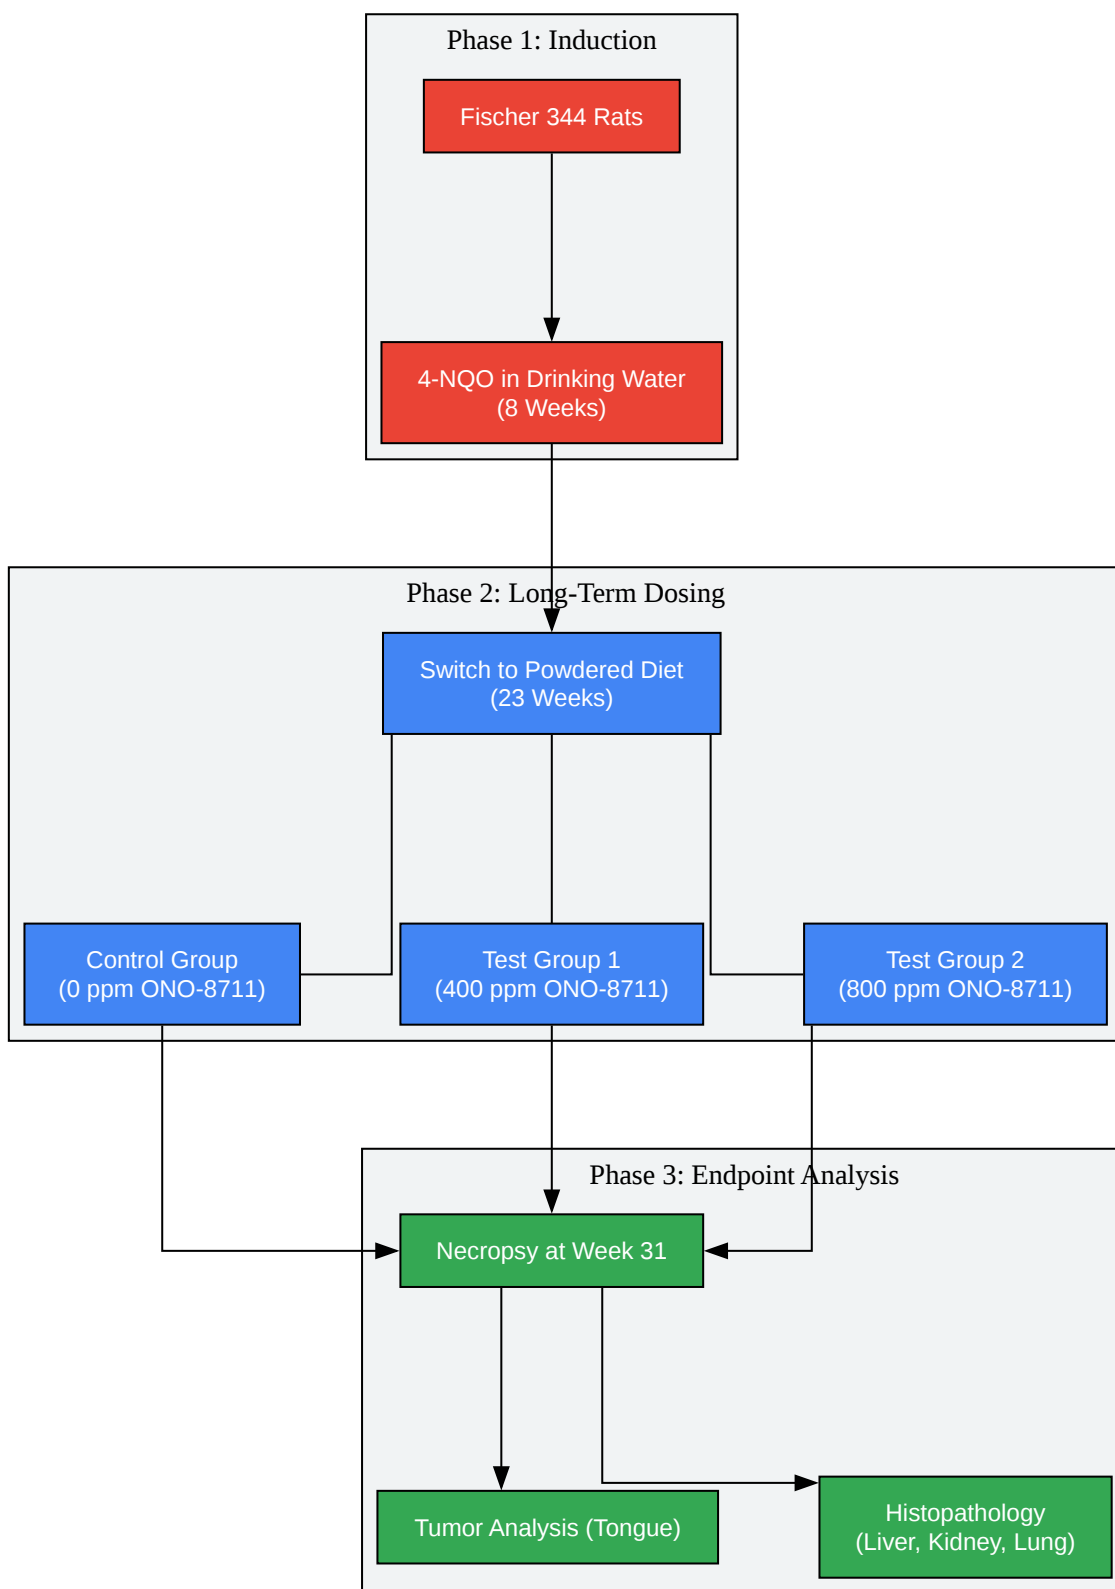 Phase 1: Induction
Fischer 344 Rats
4-NQO in Drinking Water
(8 Weeks)
Phase 2: Long-Term Dosing
Switch to Powdered Diet
(23 Weeks)
Control Group
(0 ppm ONO-8711)
Test Group 1
(400 ppm ONO-8711)
Test Group 2
(800 ppm ONO-8711)
Phase 3: Endpoint Analysis
Necropsy at Week 31
Tumor Analysis (Tongue)
Histopathology
(Liver, Kidney, Lung)